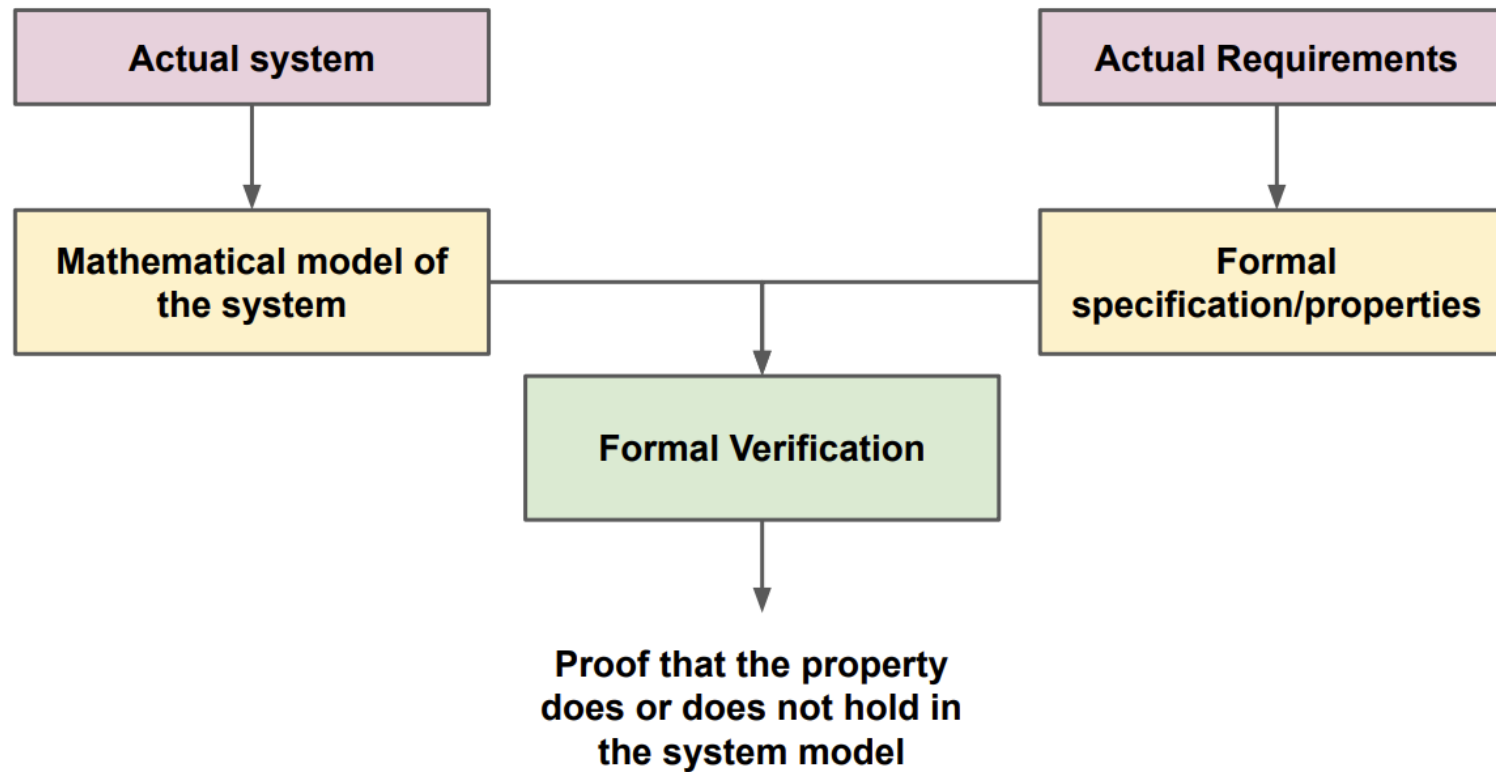 Actual system
Actual Requirements
Mathematical model of
the system
Formal
specification/properties
Formal Verification
Proof that the property
does or does not hold in
the system model